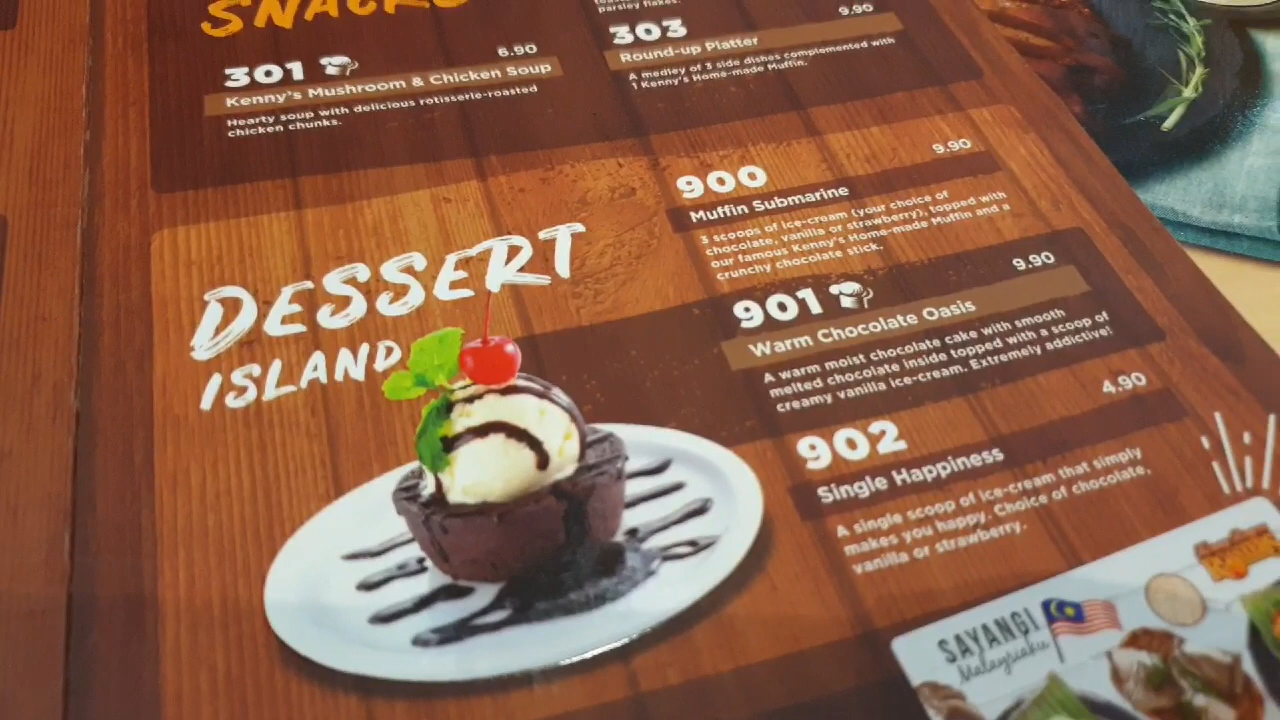 SNACKS
301
6.90
Kenny's Mushroom & Chicken Soup
Hearty soup with delicious rotisserie-roasted
chicken chunks.
parsley flakes.
303
9.90
Round-up Platter
A medley of 3 side dishes complemented with
1 Kenny's Home-made Muffin.
DESSERT
ISLAND
900
9.90
Muffin Submarine
3 scoops of ice-cream (your choice of
chocolate, vanilla or strawberry), topped with
our famous Kenny's Home-made Muffin and a
crunchy chocolate stick.
901
9.90
Warm Chocolate Oasis
A warm moist chocolate cake with smooth
melted chocolate inside topped with a scoop of
creamy vanilla ice-cream. Extremely addictive!
902
4.90
Single Happiness
A single scoop of ice-cream that simply
makes you happy. Choice of chocolate,
vanilla or strawberry.
SAYANGI
Malaysiaku